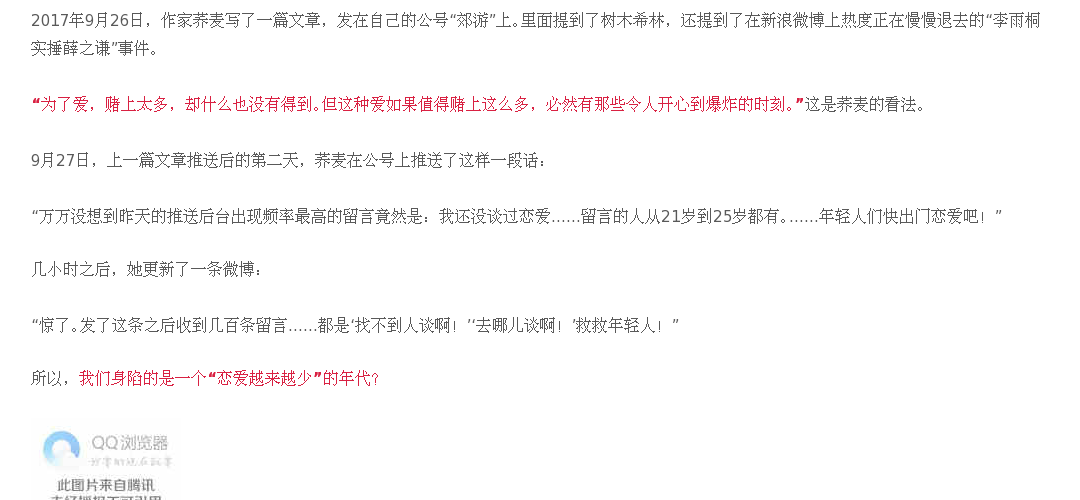 2017年9月26日，作家荞麦写了一篇文章，发在自己的公号“郊游”上。里面提到了树木希林，还提到了在新浪微博上热度正在慢慢退去的“李雨桐
实捶薛之谦”事件。
“为了爱，赌上太多，却什么也没有得到。但这种爱如果值得赌上这么多，必然有那些令人开心到爆炸的时刻。”这是荞麦的看法。
9月27日，上一篇文章推送后的第二天，荞麦在公号上推送了这样一段话：
“万万没想到昨天的推送后台出现频率最高的留言竟然是：我还没谈过恋爱……留言的人从21岁到25岁都有。……年轻人们快出门恋爱吧！”
几小时之后，她更新了一条微博：
“惊了。发了这条之后收到几百条留言……都是‘找不到人谈啊！’‘去哪儿谈啊！’救救年轻人！”
所以，我们身陷的是一个“恋爱越来越少”的年代？
QQ浏览器
此图片来自腾讯
未经授权不可引用